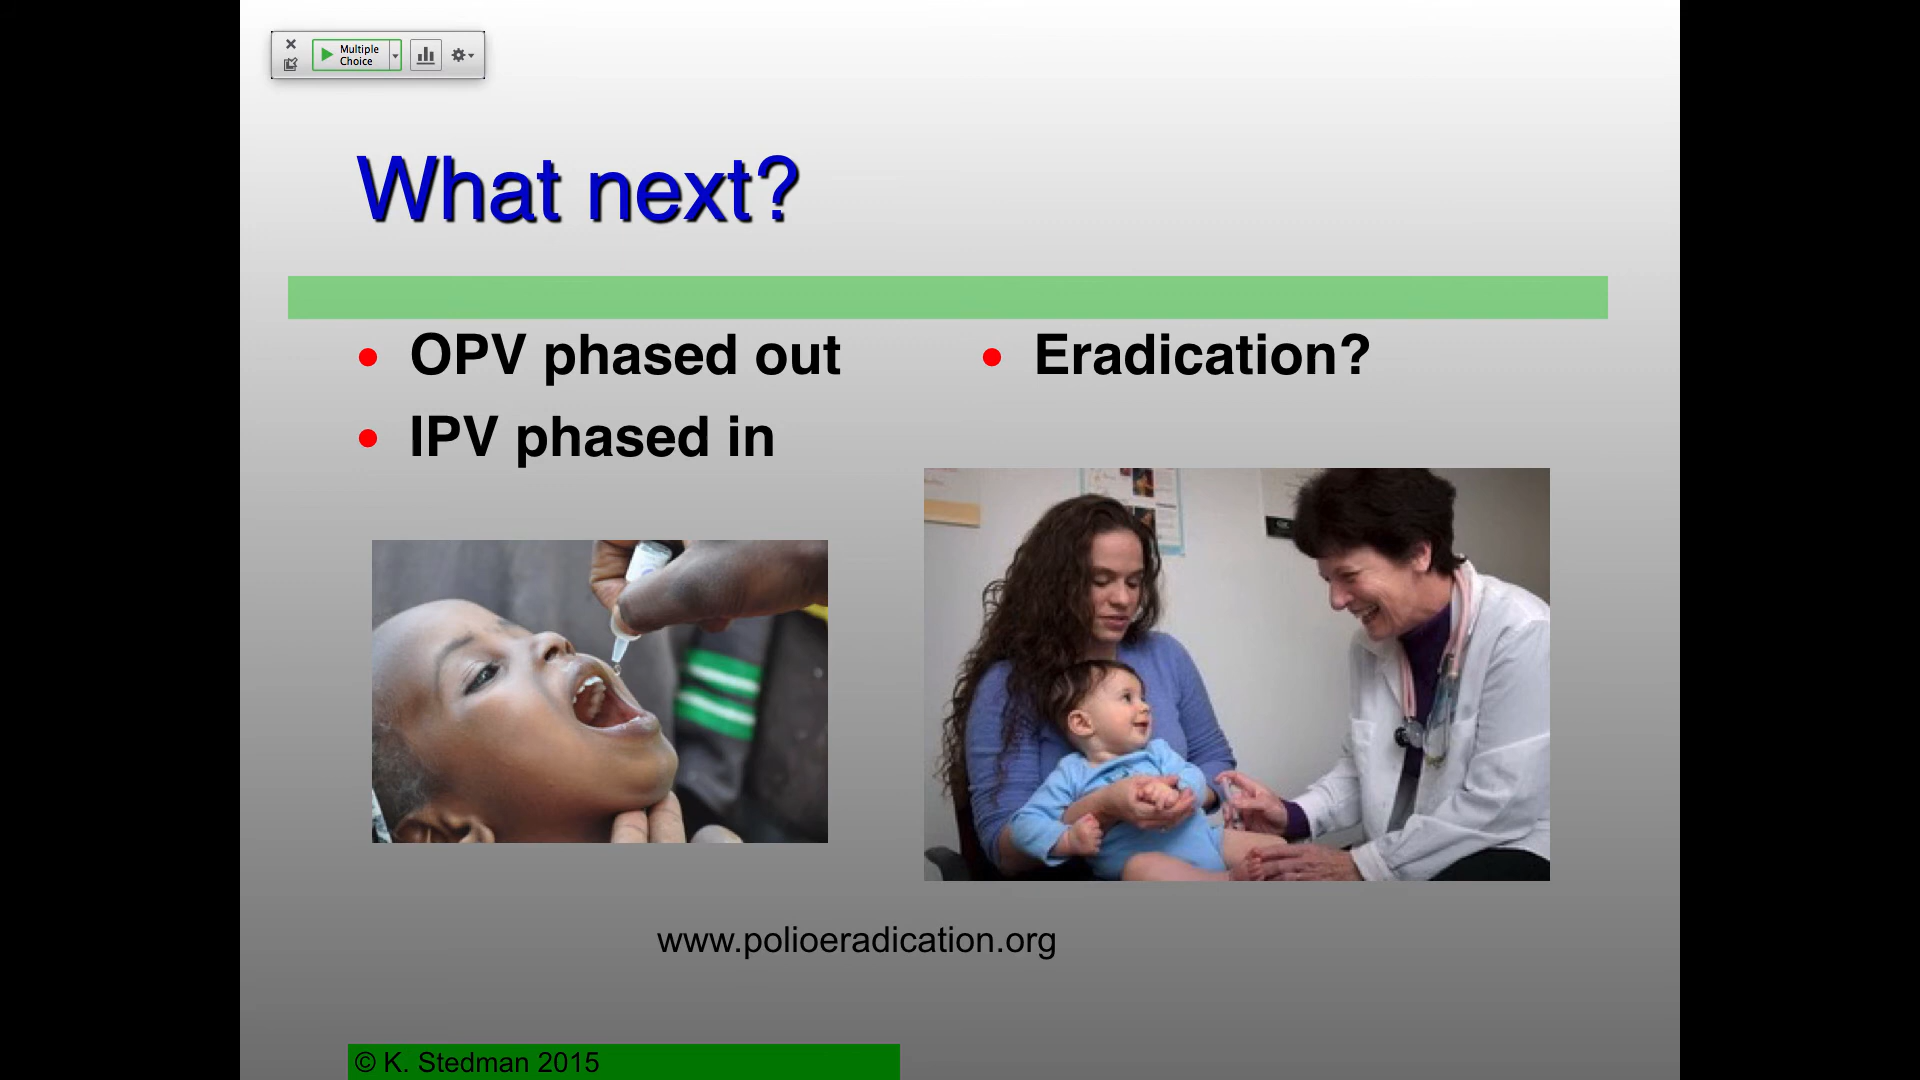 Multiple
Choice
What next?
OPV phased out
IPV phased in
Eradication?
www.polioeradication.org
© K. Stedman 2015